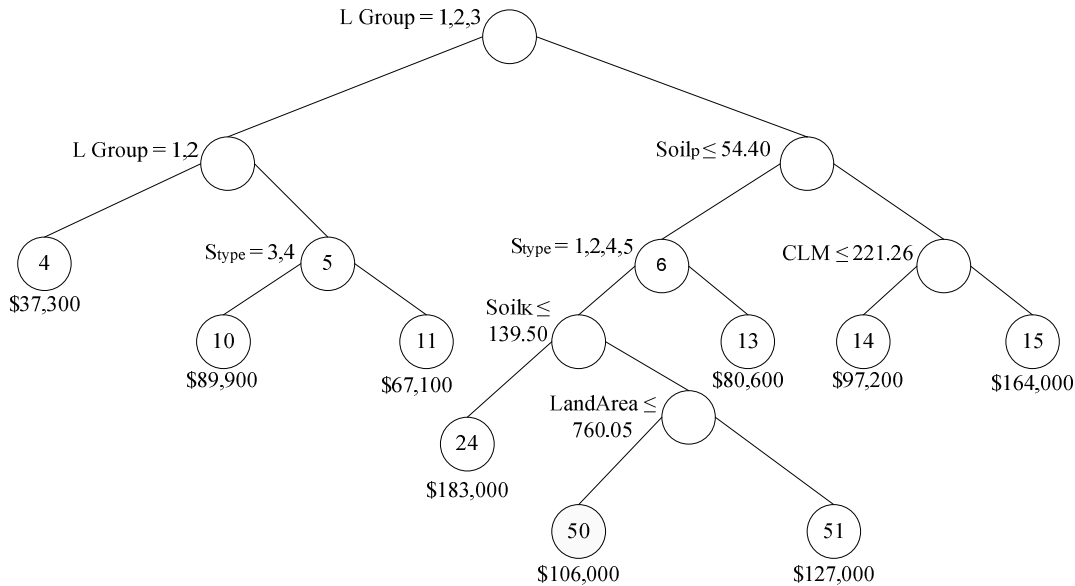 L Group = 1,2,3
L Group = 1,2
Soilp ≤ 54.40
4
$37,300
Stype = 3,4
5
Stype = 1,2,4,5
6
CLM ≤ 221.26
10
$89,900
11
$67,100
SoilK ≤
139.50
13
$80,600
14
$97,200
15
$164,000
24
$183,000
LandArea ≤
760.05
50
$106,000
51
$127,000